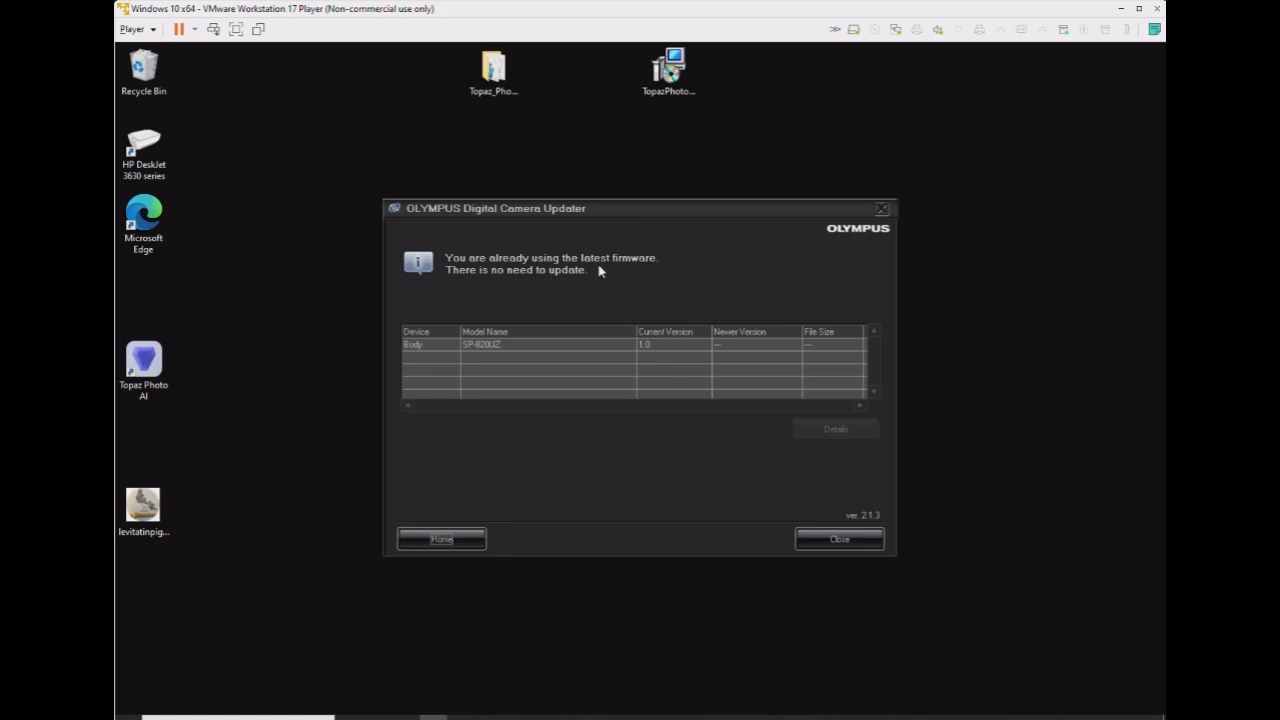 Windows 10 x64 - VMware Workstation 17 Player (Non-commercial use only)
Player
Recycle Bin
Topaz_Pho...
TopazPhoto...
HP DeskJet
3630 series
Microsoft
Edge
Topaz Photo
AI
levitatinpig...
OLYMPUS Digital Camera Updater
OLYMPUS
You are already using the latest firmware.
There is no need to update.
Device Model Name Current Version Newer Version File Size
Body SP-820UZ 1.0 --- ---
Details
ver. 2.1.3
Home Close